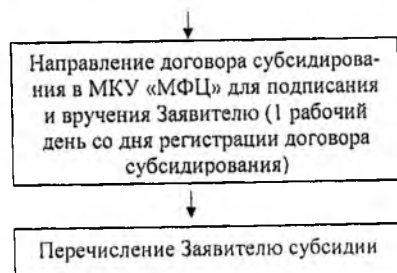 Направление договора субсидирова-
ния в МКУ «МФЦ» для подписания
и вручения Заявителю (1 рабочий
день со дня регистрации договора
субсидирования)
Перечисление Заявителю субсидии